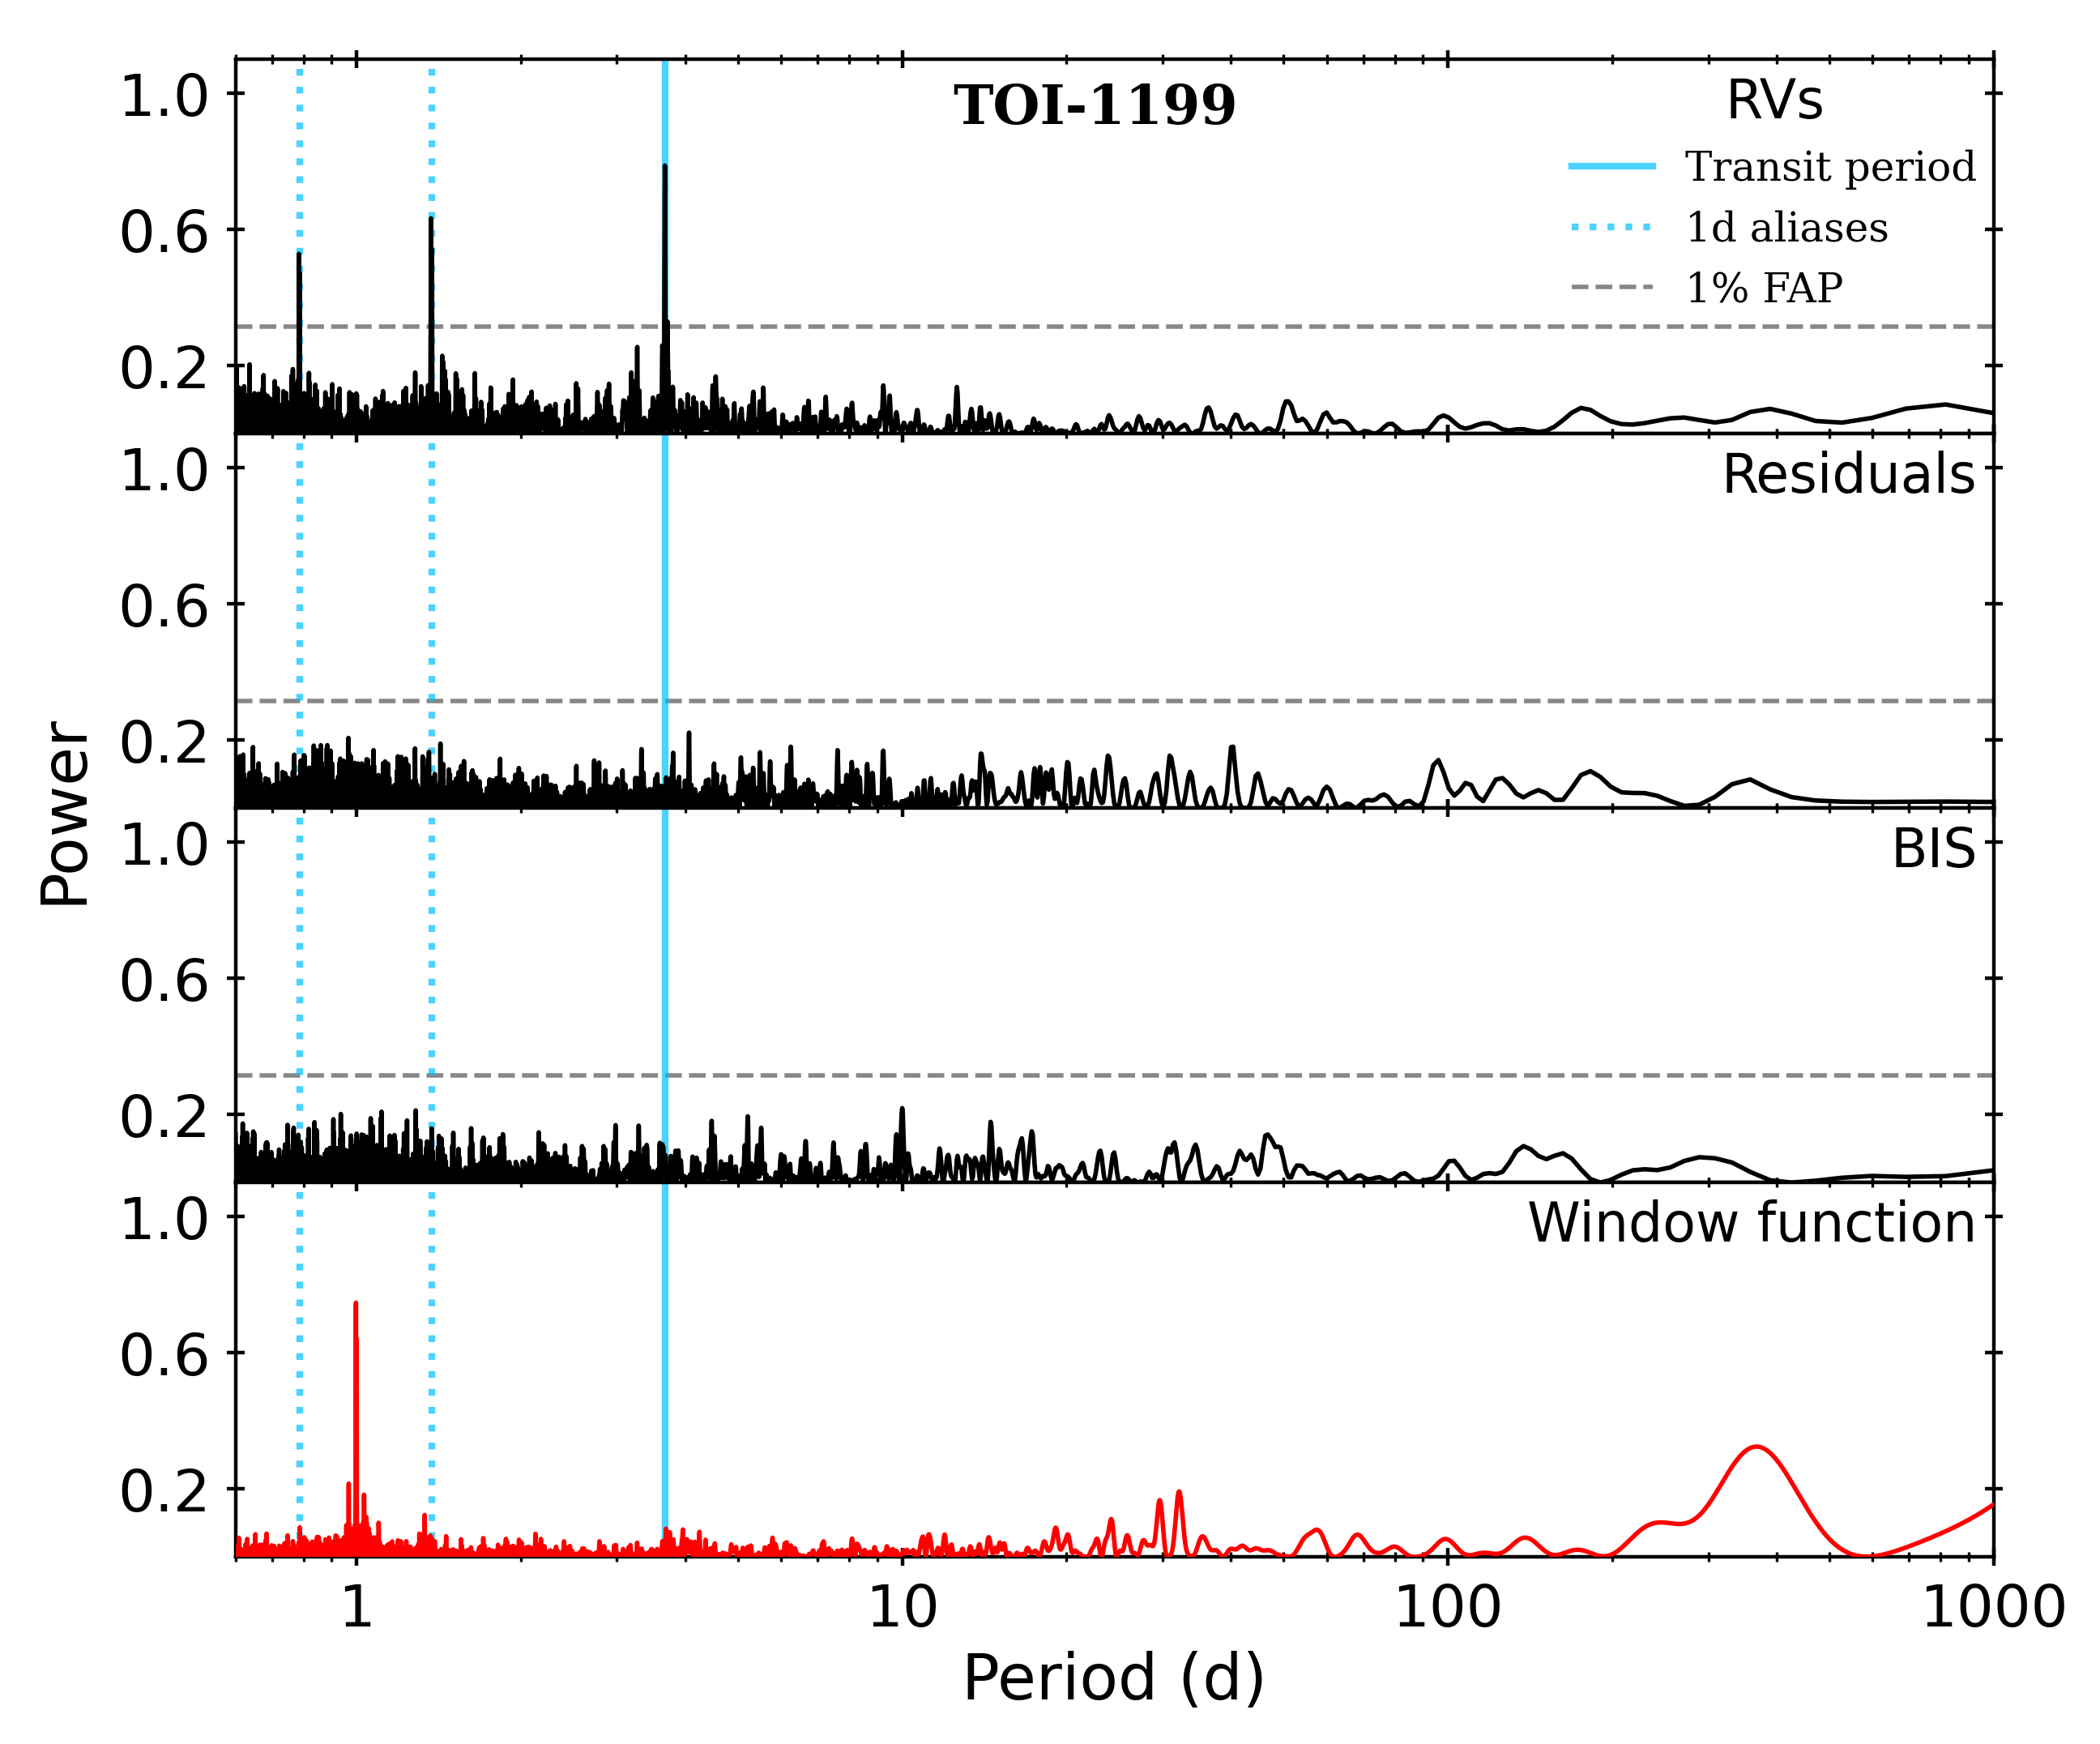 TOI-1199
RVs
Transit period
1d aliases
1% FAP
1.0
0.6
0.2
Residuals
1.0
0.6
0.2
BIS
1.0
0.6
0.2
Window function
1.0
0.6
0.2
Power
1 10 100 1000
Period (d)